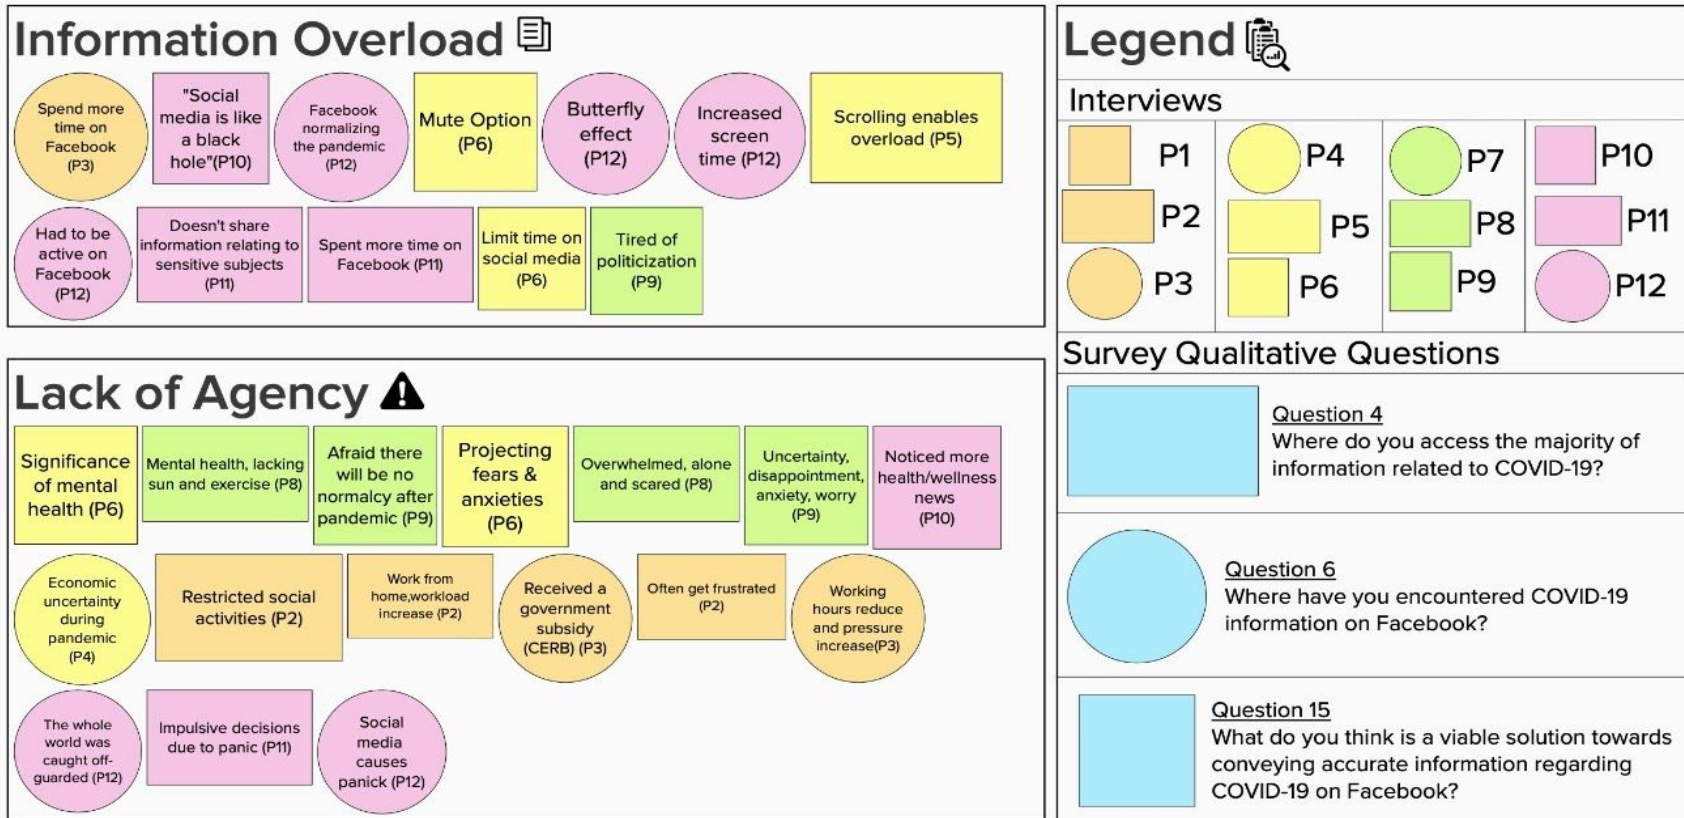 Information Overload
Spend more
time on
Facebook
(P3)
"Social
media is like
a black
hole"(P10)
Facebook
normalizing
the pandemic
(P12)
Mute Option
(P6)
Butterfly
effect
(P12)
Increased
screen
time (P12)
Scrolling enables
overload (P5)
Had to be
active on
Facebook
(P12)
Doesn't share
information relating to
sensitive subjects
(P11)
Spent more time on
Facebook (P11)
Limit time on
social media
(P6)
Tired of
politicization
(P9)
Lack of Agency
Significance
of mental
health (P6)
Mental health, lacking
sun and exercise (P8)
Afraid there
will be no
normalcy after
pandemic (P9)
Projecting
fears &
anxieties
(P6)
Overwhelmed, alone
and scared (P8)
Uncertainty,
disappointment,
anxiety, worry
(P9)
Noticed more
health/wellness
news
(P10)
Economic
uncertainty
during
pandemic
(P4)
Restricted social
activities (P2)
Work from
home,workload
increase (P2)
Received a
government
subsidy
(CERB) (P3)
Often get frustrated
(P2)
Working
hours reduce
and pressure
increase(P3)
The whole
world was
caught off-
guarded (P12)
Impulsive decisions
due to panic (P11)
Social
media
causes
panick (P12)
Legend
Interviews
P1
P2
P3
P4
P5
P6
P7
P8
P9
P10
P11
P12
Survey Qualitative Questions
Question 4
Where do you access the majority of
information related to COVID-19?
Question 6
Where have you encountered COVID-19
information on Facebook?
Question 15
What do you think is a viable solution towards
conveying accurate information regarding
COVID-19 on Facebook?